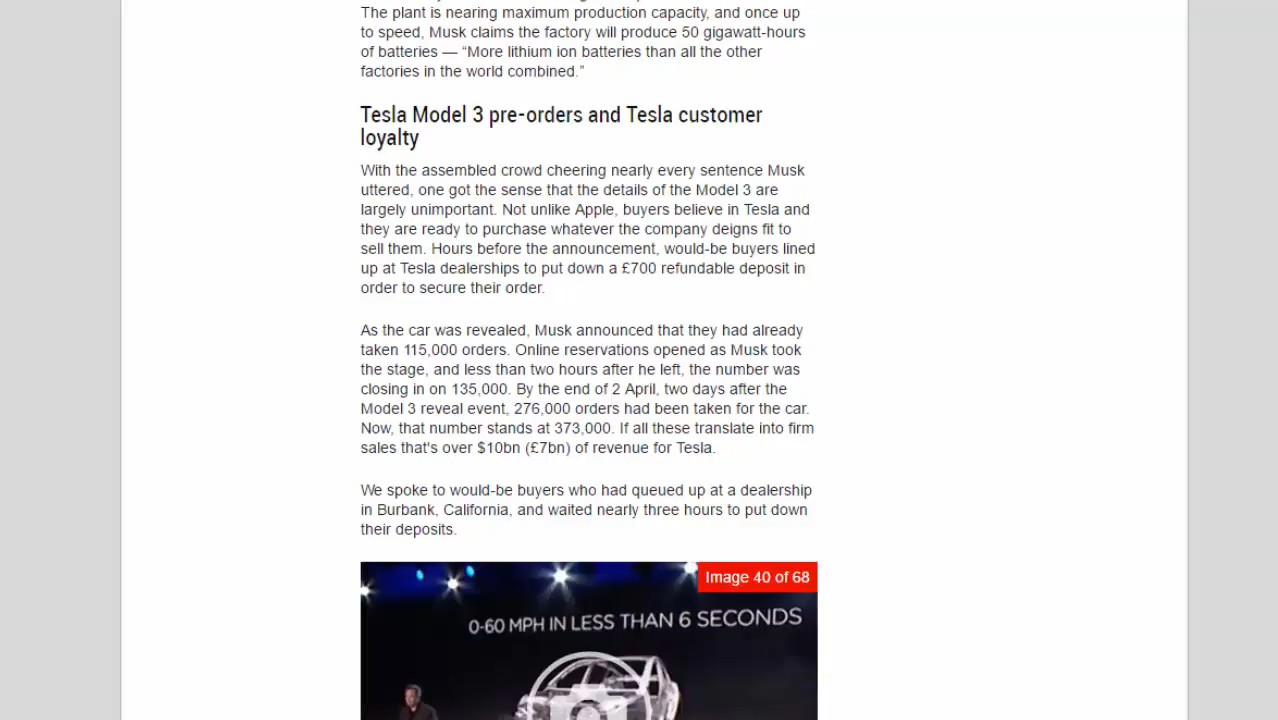 The plant is nearing maximum production capacity, and once up
to speed, Musk claims the factory will produce 50 gigawatt-hours
of batteries — “More lithium ion batteries than all the other
factories in the world combined.”
Tesla Model 3 pre-orders and Tesla customer
loyalty
With the assembled crowd cheering nearly every sentence Musk
uttered, one got the sense that the details of the Model 3 are
largely unimportant. Not unlike Apple, buyers believe in Tesla and
they are ready to purchase whatever the company deigns fit to
sell them. Hours before the announcement, would-be buyers lined
up at Tesla dealerships to put down a £700 refundable deposit in
order to secure their order.
As the car was revealed, Musk announced that they had already
taken 115,000 orders. Online reservations opened as Musk took
the stage, and less than two hours after he left, the number was
closing in on 135,000. By the end of 2 April, two days after the
Model 3 reveal event, 276,000 orders had been taken for the car.
Now, that number stands at 373,000. If all these translate into firm
sales that's over $10bn (£7bn) of revenue for Tesla.
We spoke to would-be buyers who had queued up at a dealership
in Burbank, California, and waited nearly three hours to put down
their deposits.
Image 40 of 68
0-60 MPH IN LESS THAN 6 SECONDS